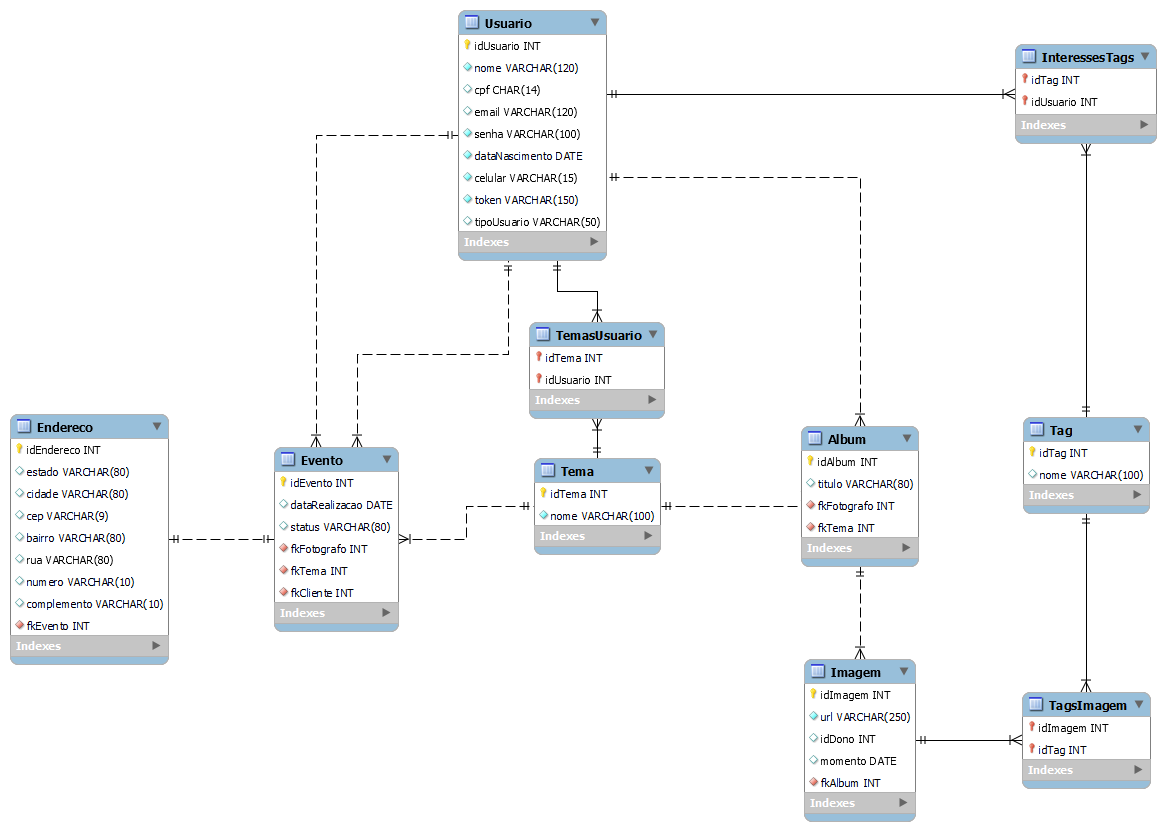 Usuario
idUsuario INT
nome VARCHAR(120)
cpf CHAR(14)
email VARCHAR(120)
senha VARCHAR(100)
dataNascimento DATE
celular VARCHAR(15)
token VARCHAR(150)
tipoUsuario VARCHAR(50)
Indexes
InteressesTags
idTag INT
idUsuario INT
Indexes
TemasUsuario
idTema INT
idUsuario INT
Indexes
Endereco
idEndereco INT
estado VARCHAR(80)
cidade VARCHAR(80)
cep VARCHAR(9)
bairro VARCHAR(80)
rua VARCHAR(80)
numero VARCHAR(10)
complemento VARCHAR(10)
fkEvento INT
Indexes
Evento
idEvento INT
dataRealizacao DATE
status VARCHAR(80)
fkFotografo INT
fkTema INT
fkCliente INT
Indexes
Tema
idTema INT
nome VARCHAR(100)
Indexes
Album
idAlbum INT
titulo VARCHAR(80)
fkFotografo INT
fkTema INT
Indexes
Tag
idTag INT
nome VARCHAR(100)
Indexes
Imagem
idImagem INT
url VARCHAR(250)
idDono INT
momento DATE
fkAlbum INT
Indexes
TagsImagem
idImagem INT
idTag INT
Indexes